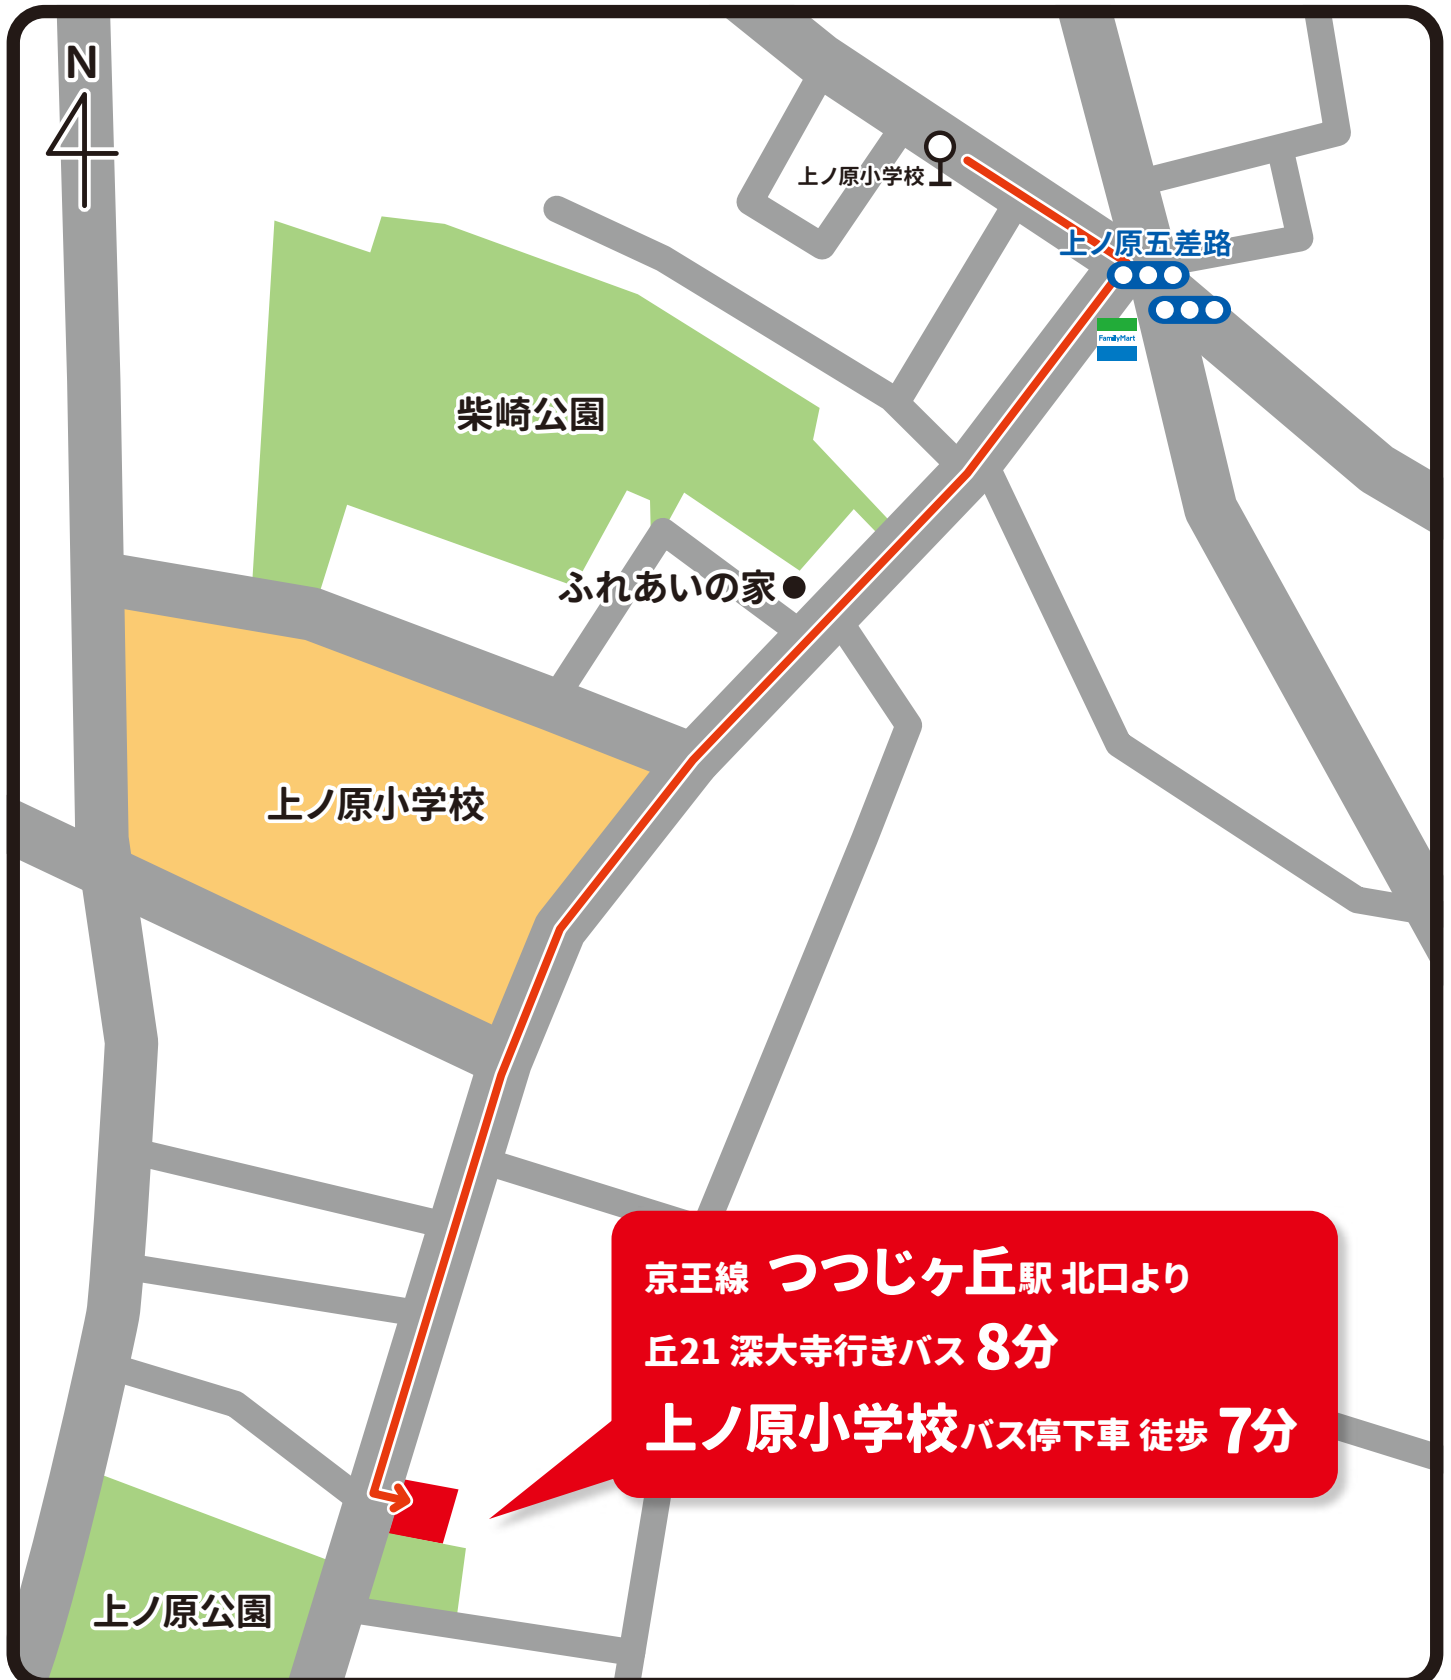 N
上ノ原小学校
上ノ原五差路
FamilyMart
柴崎公園
ふれあいの家
上ノ原小学校
京王線 つつじヶ丘駅 北口より
丘21 深大寺行きバス 8分
上ノ原小学校バス停下車 徒歩 7分
上ノ原公園